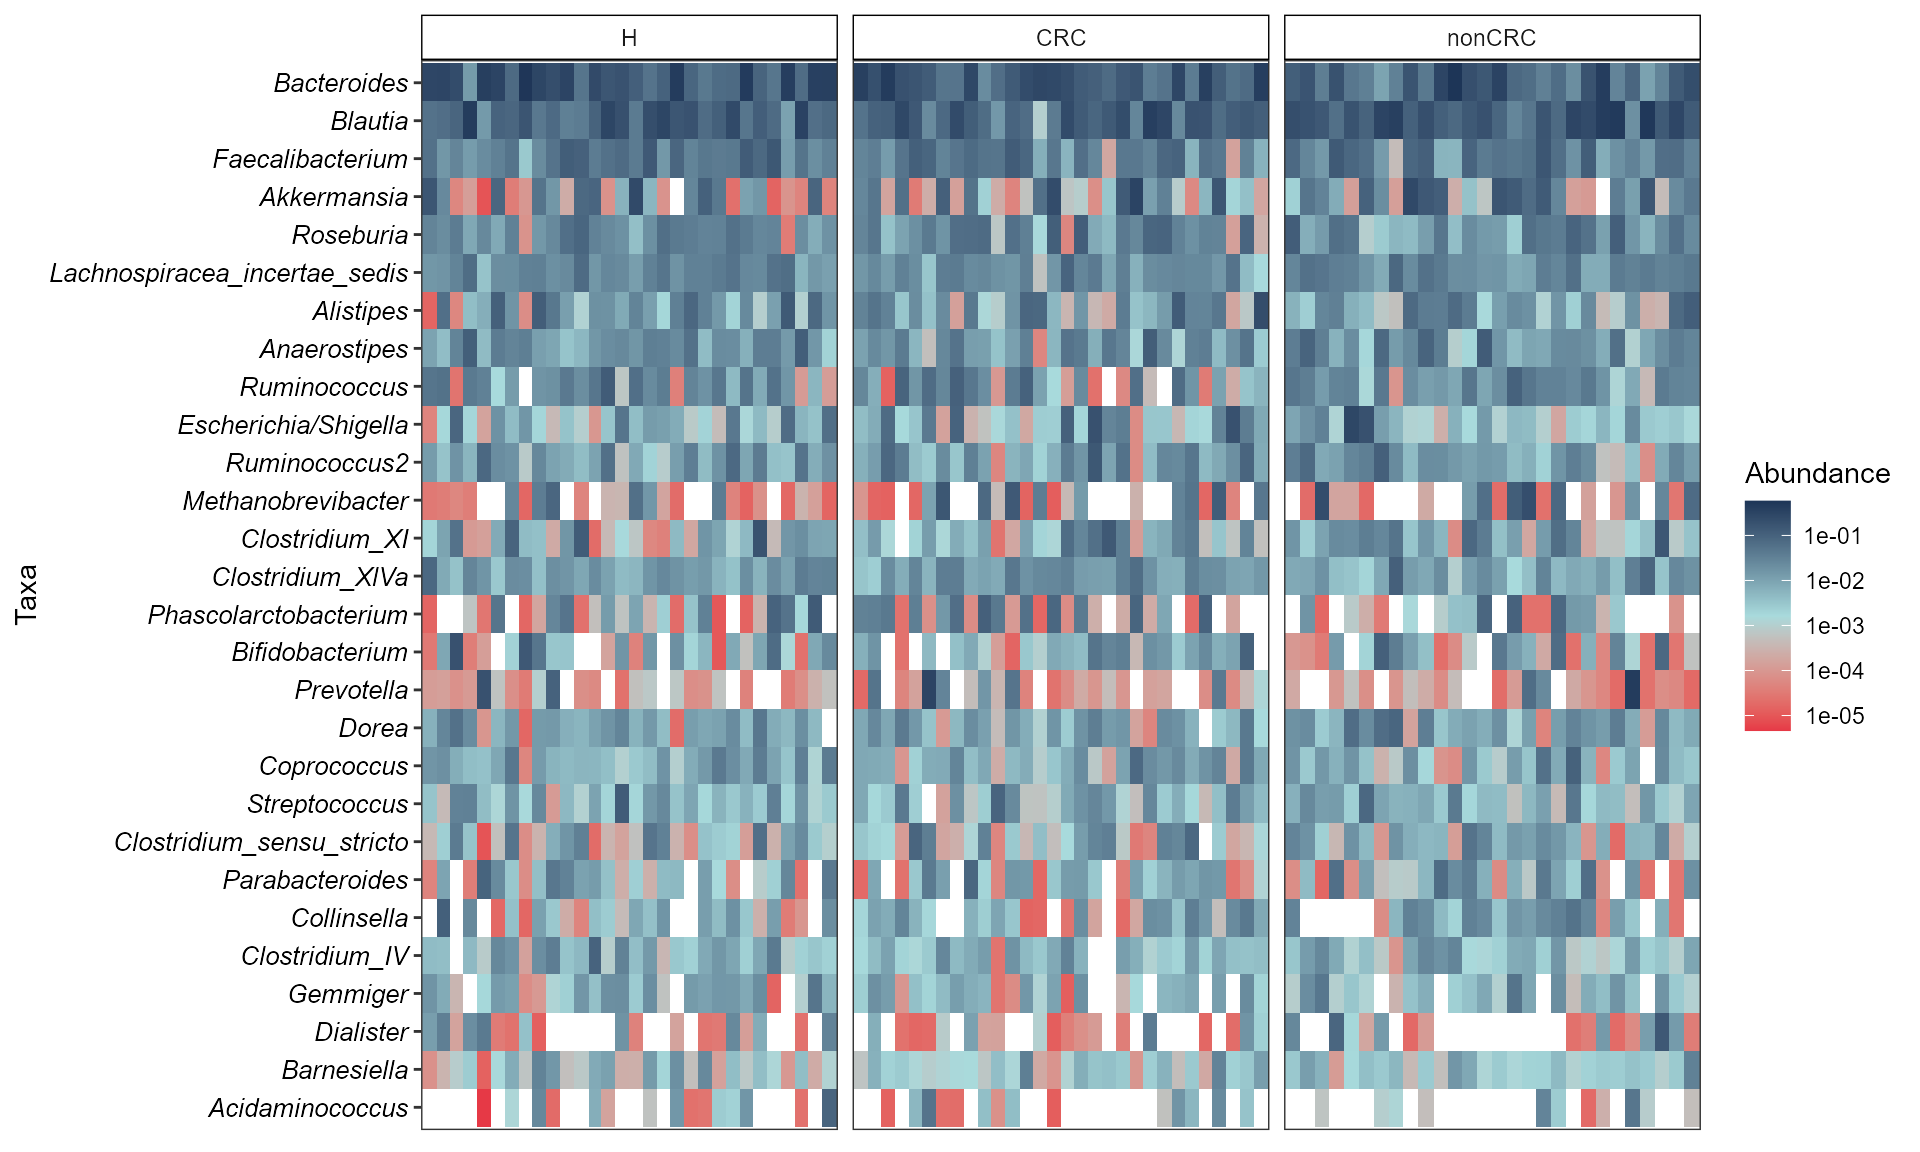 H
CRC
nonCRC
Bacteroides
Blautia
Faecalibacterium
Akkermansia
Roseburia
Lachnospiracea_incertae_sedis
Alistipes
Anaerostipes
Ruminococcus
Escherichia/Shigella
Ruminococcus2
Methanobrevibacter
Clostridium_XI
Clostridium_XIVa
Phascolarctobacterium
Bifidobacterium
Prevotella
Dorea
Coprococcus
Streptococcus
Clostridium_sensu_stricto
Parabacteroides
Collinsella
Clostridium_IV
Gemmiger
Dialister
Barnesiella
Acidaminococcus
Taxa
Abundance
1e-01
1e-02
1e-03
1e-04
1e-05